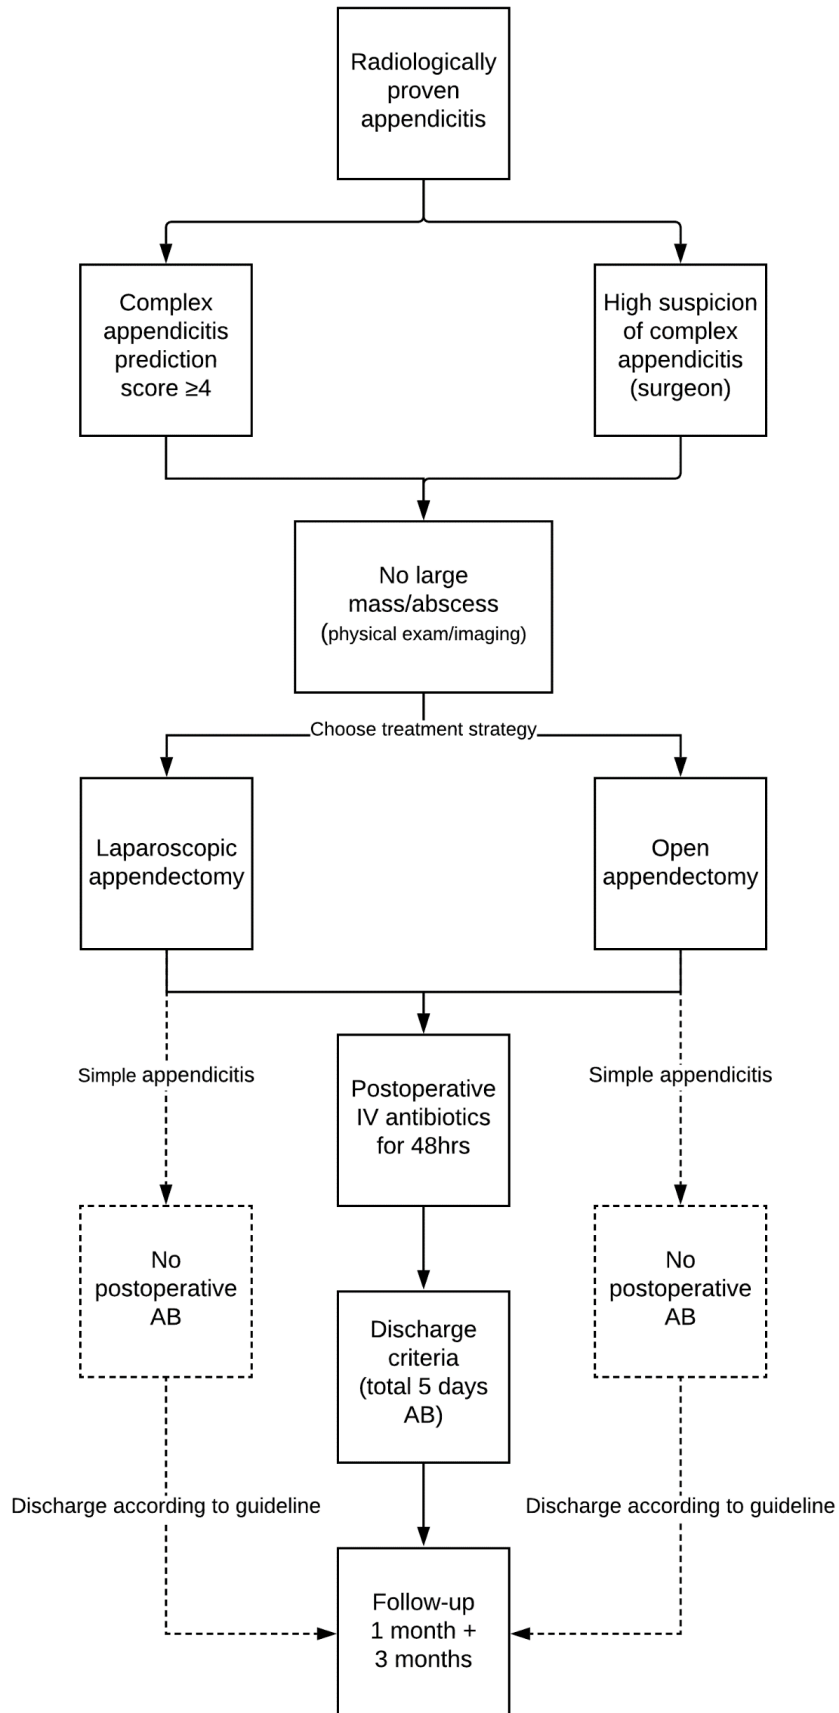 Radiologically
proven
appendicitis
Complex
appendicitis
prediction
score ≥4
High suspicion
of complex
appendicitis
(surgeon)
No large
mass/abscess
(physical exam/imaging)
Choose treatment strategy
Laparoscopic
appendectomy
Open
appendectomy
Simple appendicitis
Postoperative
IV antibiotics
for 48hrs
Simple appendicitis
No
postoperative
AB
Discharge
criteria
(total 5 days
AB)
No
postoperative
AB
Discharge according to guideline
Discharge according to guideline
Follow-up
1 month +
3 months